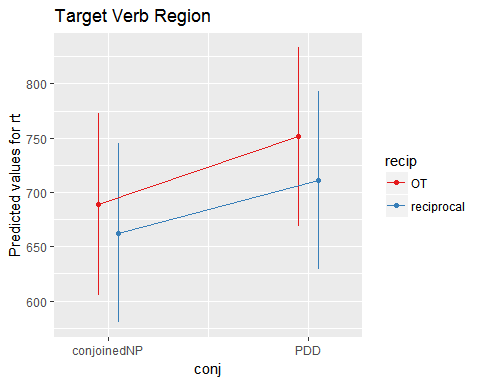 Target Verb Region
Predicted values for rt
800
750
700
650
600
conjoinedNP
PDD
conj
recip
OT
reciprocal